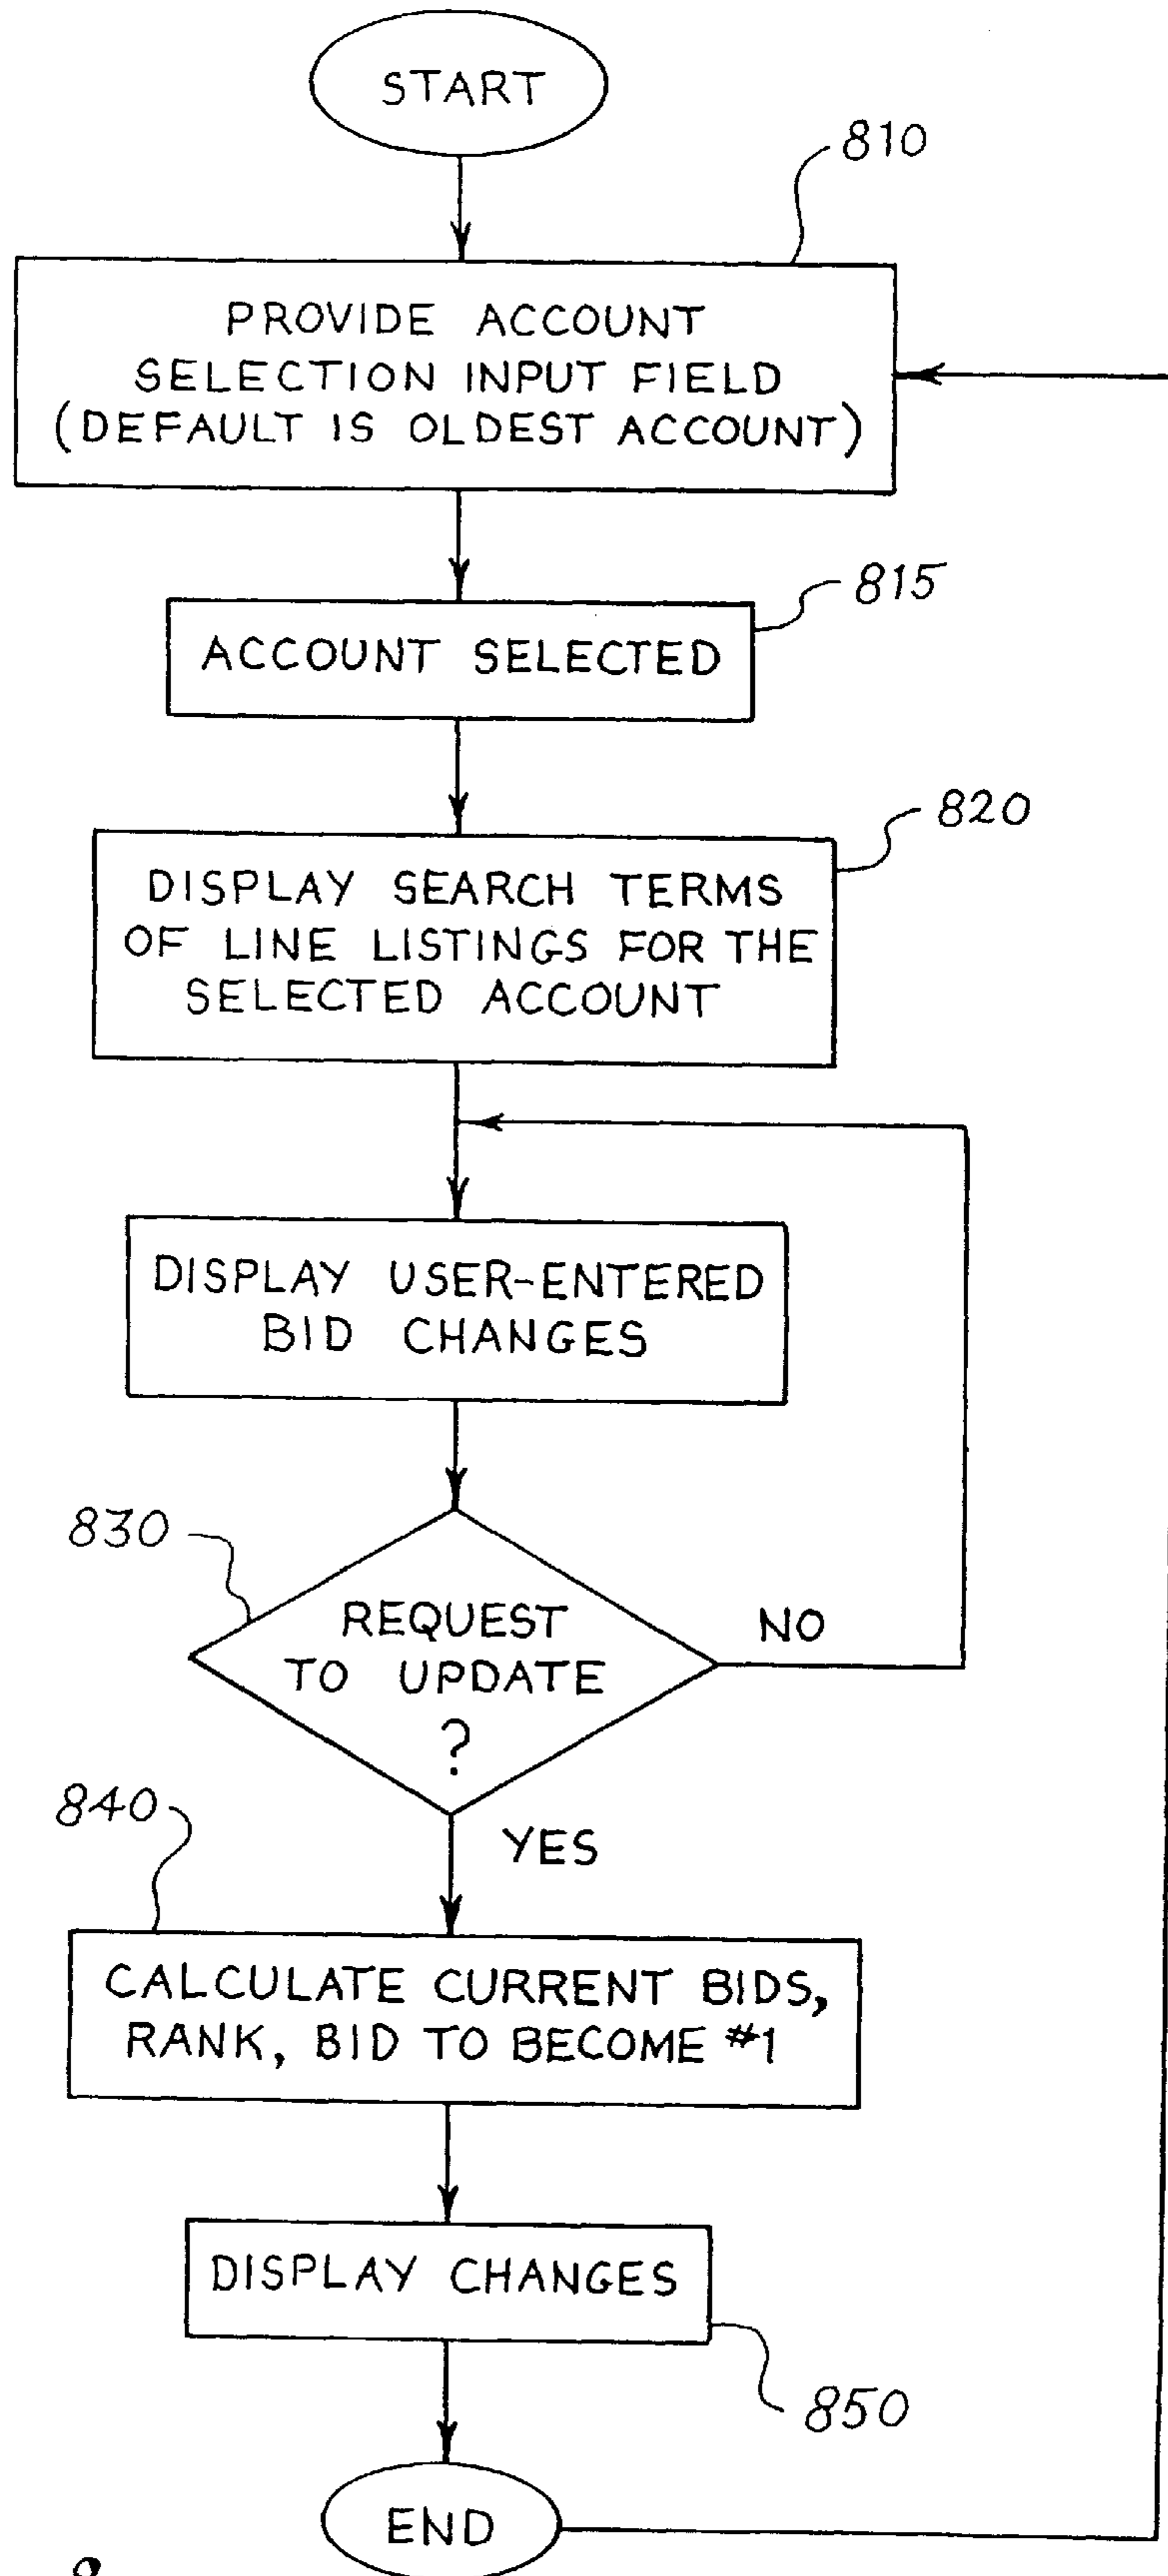 START
810
PROVIDE ACCOUNT
SELECTION INPUT FIELD
(DEFAULT IS OLDEST ACCOUNT)
815
ACCOUNT SELECTED
820
DISPLAY SEARCH TERMS
OF LINE LISTINGS FOR THE
SELECTED ACCOUNT
DISPLAY USER-ENTERED
BID CHANGES
830
REQUEST
TO UPDATE
?
NO
YES
840
CALCULATE CURRENT BIDS,
RANK, BID TO BECOME #1
DISPLAY CHANGES
850
END